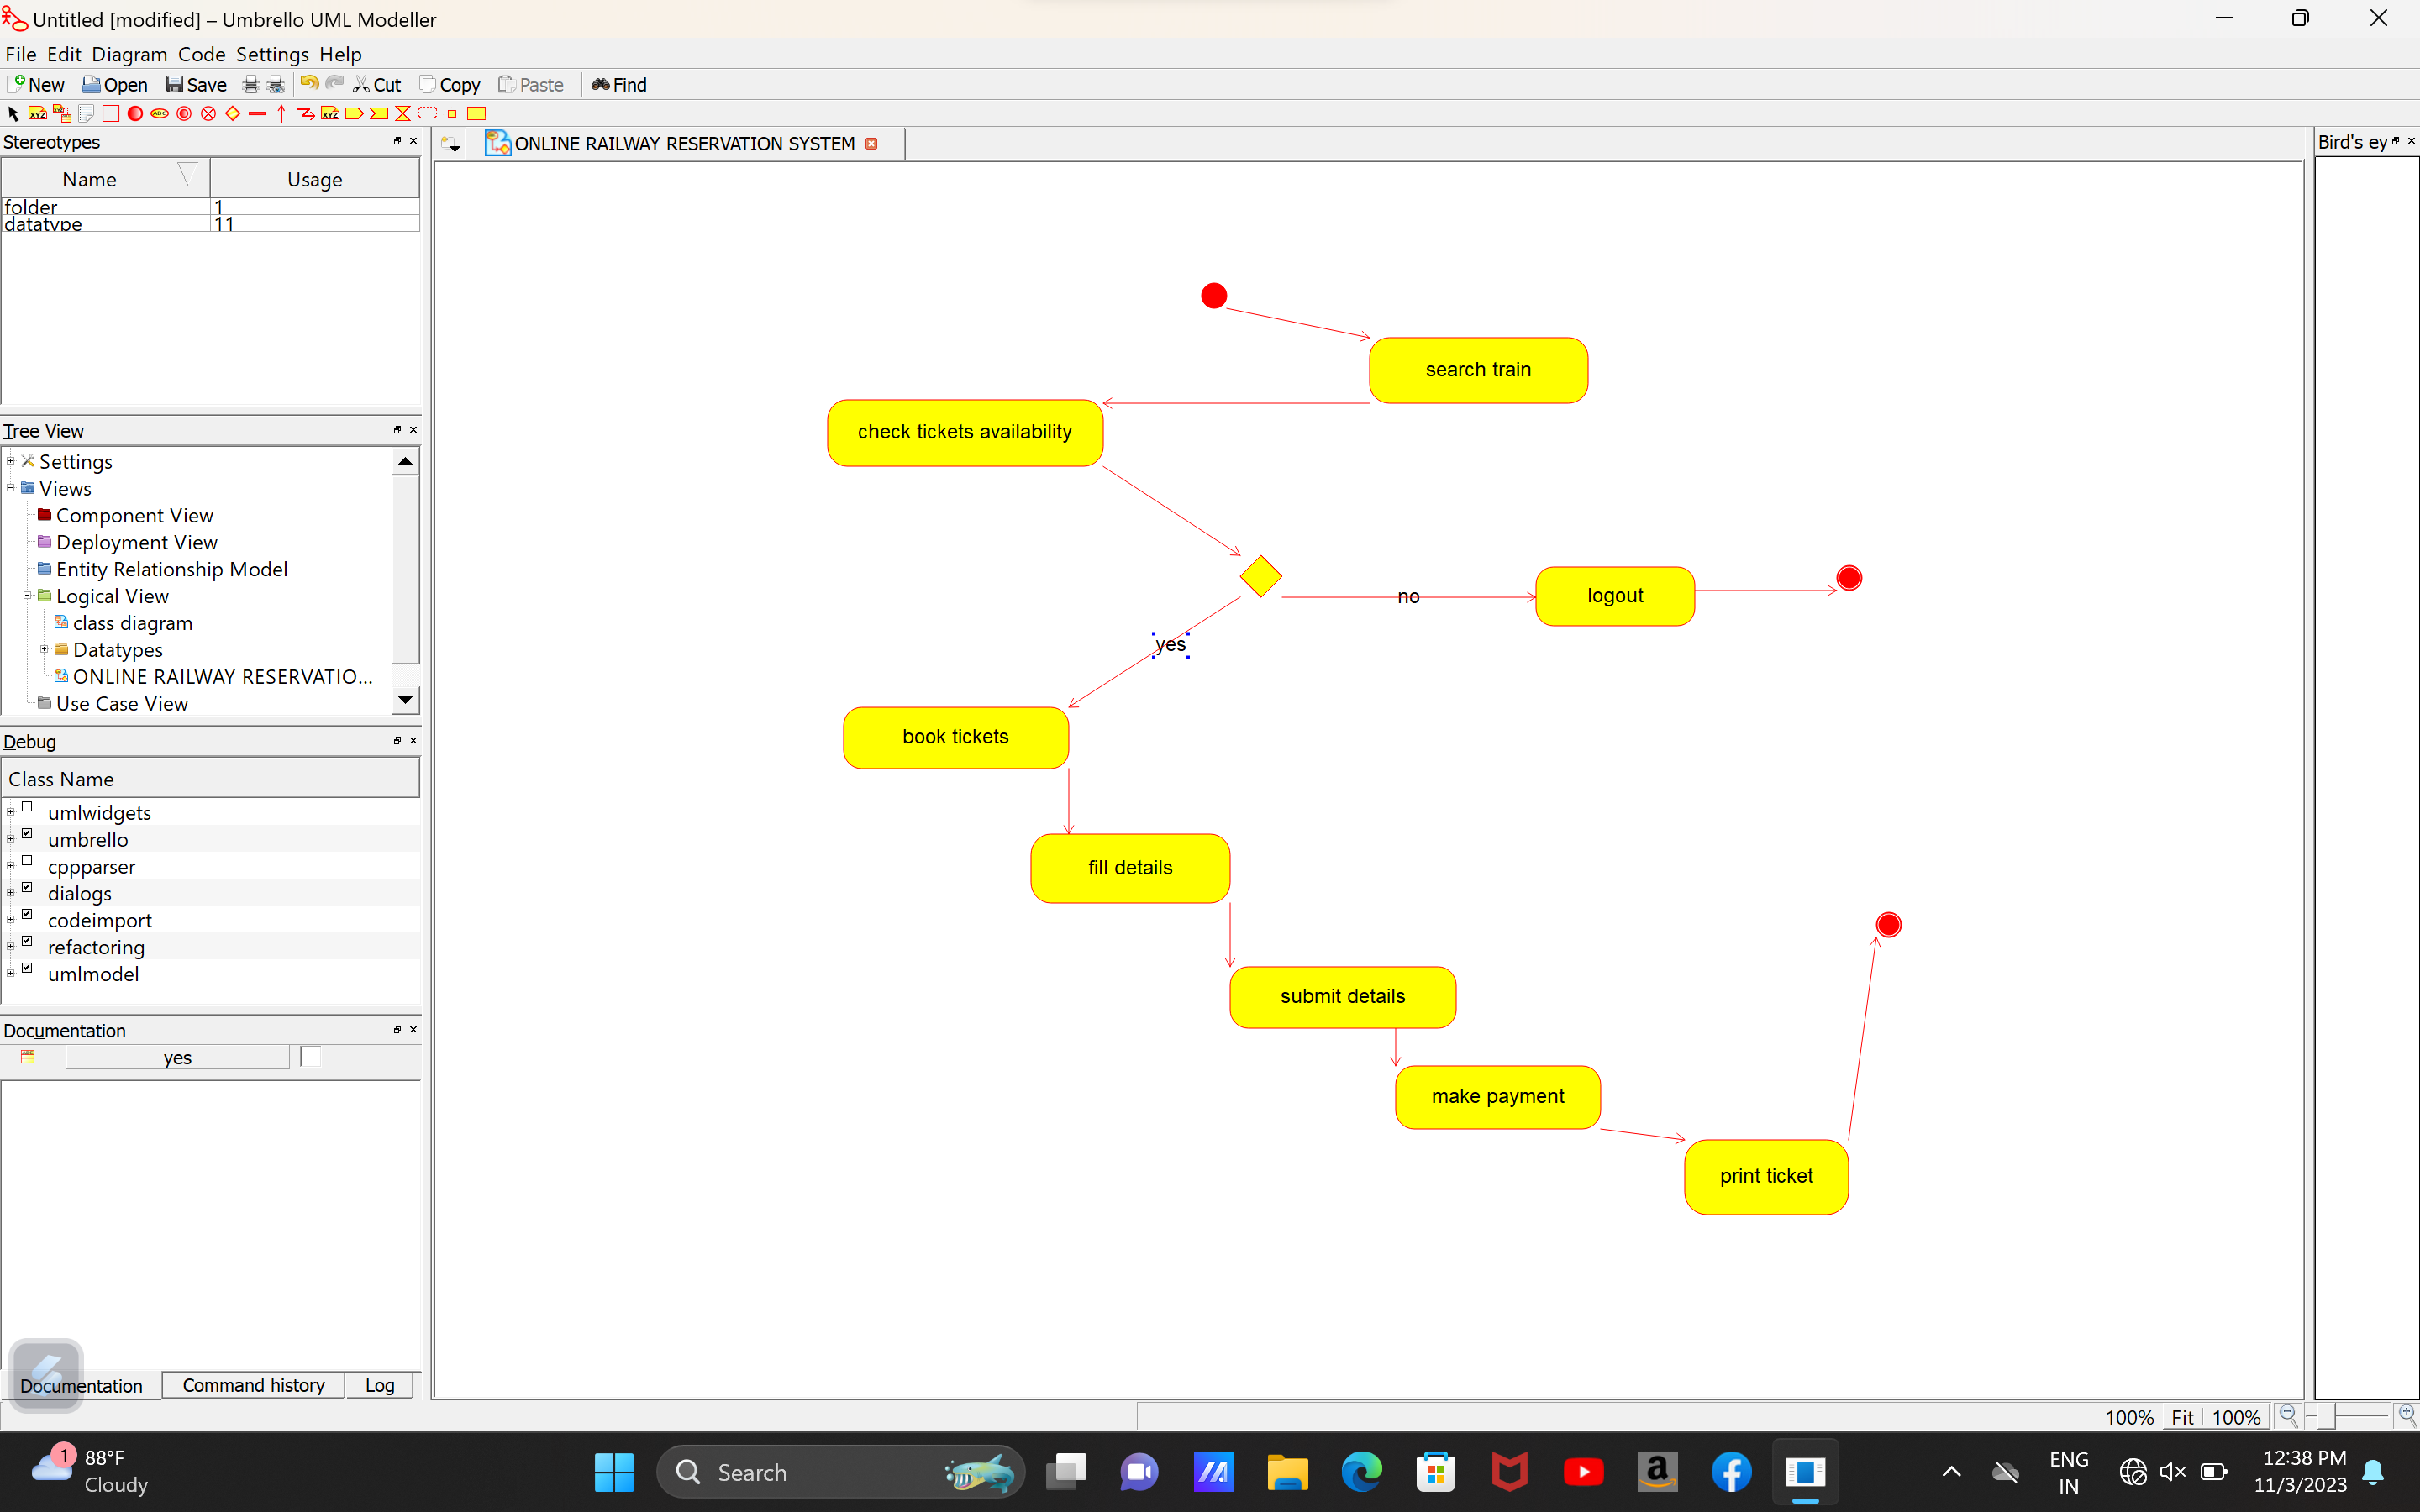 Untitled [modified] – Umbrello UML Modeller
File Edit Diagram Code Settings Help
New Open Save Cut Copy Paste Find
Stereotypes
Name Usage
folder 1
datatype 11
Tree View
Settings
Views
Component View
Deployment View
Entity Relationship Model
Logical View
class diagram
Datatypes
ONLINE RAILWAY RESERVATIO...
Use Case View
Debug
Class Name
umlwidgets
umbrello
cppparser
dialogs
codeimport
refactoring
umlmodel
Documentation
yes
Documentation Command history Log
ONLINE RAILWAY RESERVATION SYSTEM
search train
check tickets availability
no
logout
yes
book tickets
fill details
submit details
make payment
print ticket
Bird's ey
100% Fit 100%
1
88°F
Cloudy
Search
ENG
IN
12:38 PM
11/3/2023